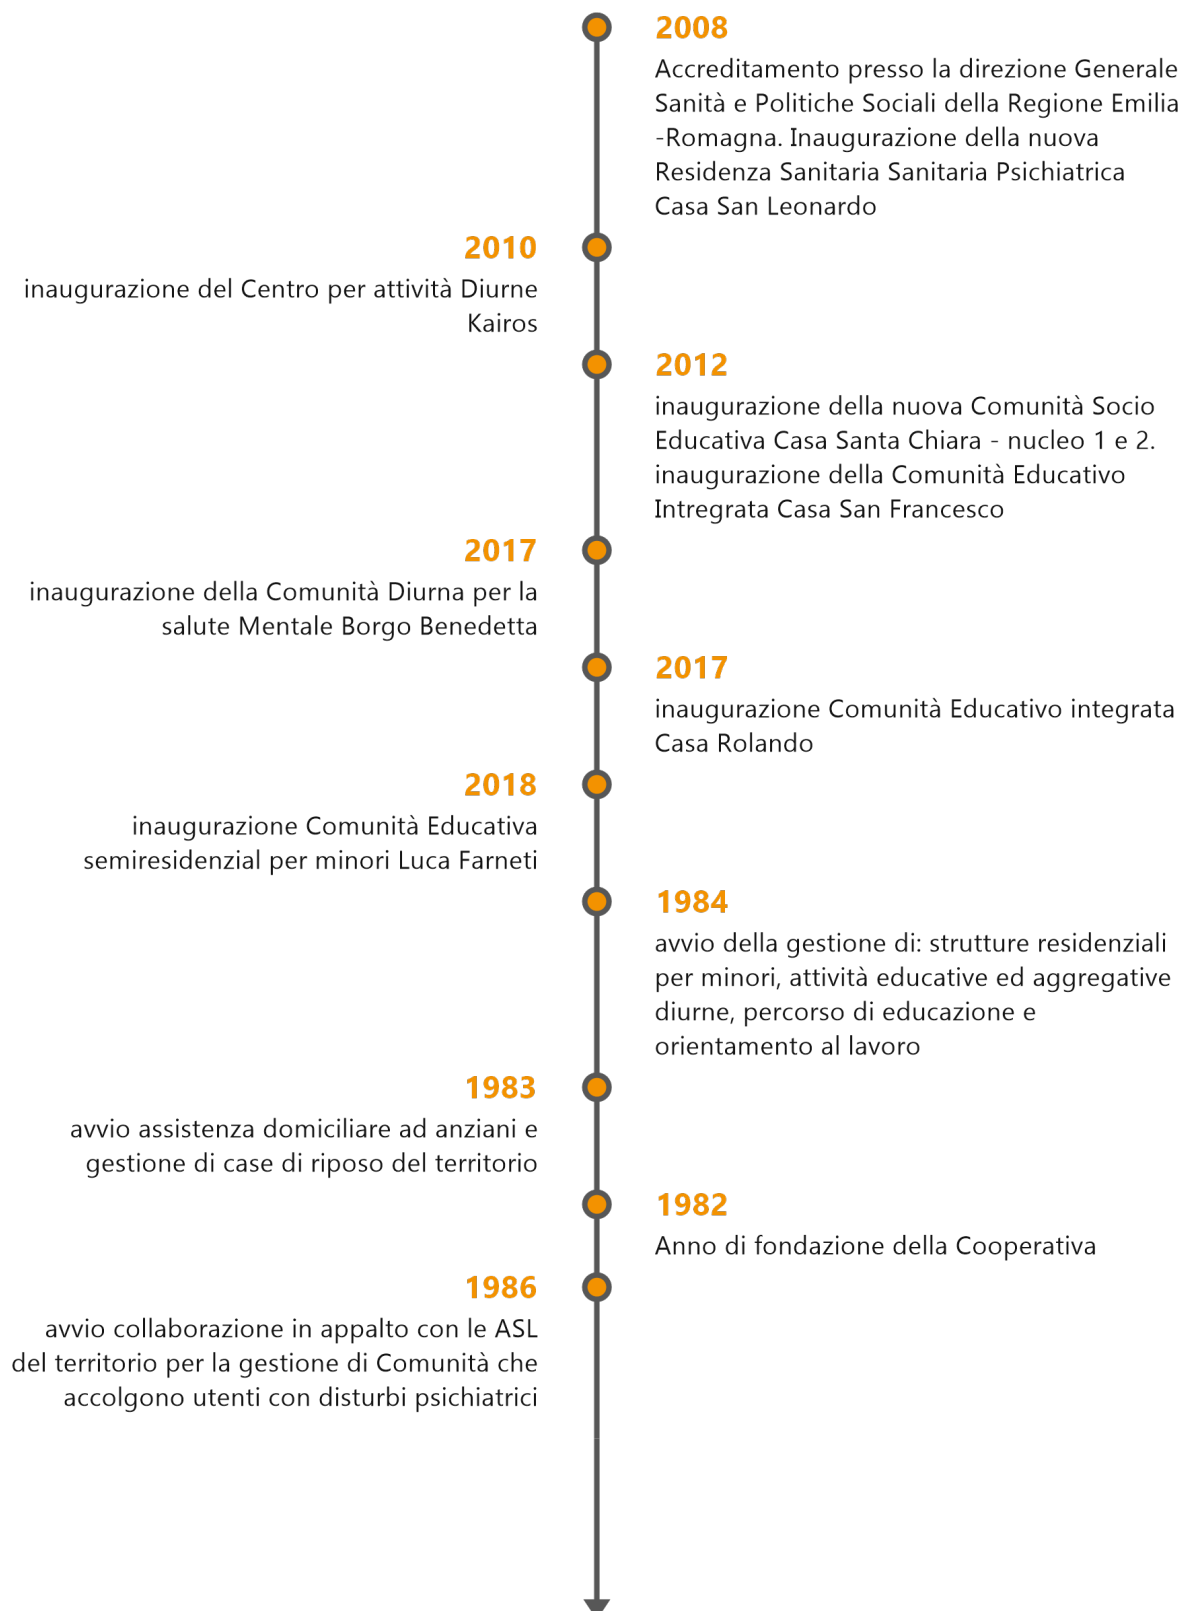 2008
Accreditamento presso la direzione Generale
Sanità e Politiche Sociali della Regione Emilia
-Romagna. Inaugurazione della nuova
Residenza Sanitaria Sanitaria Psichiatrica
Casa San Leonardo
2010
inaugurazione del Centro per attività Diurne
Kairos
2012
inaugurazione della nuova Comunità Socio
Educativa Casa Santa Chiara - nucleo 1 e 2.
inaugurazione della Comunità Educativo
Intregrata Casa San Francesco
2017
inaugurazione della Comunità Diurna per la
salute Mentale Borgo Benedetta
2017
inaugurazione Comunità Educativo integrata
Casa Rolando
2018
inaugurazione Comunità Educativa
semiresidenzial per minori Luca Farneti
1984
avvio della gestione di: strutture residenziali
per minori, attività educative ed aggregative
diurne, percorso di educazione e
orientamento al lavoro
1983
avvio assistenza domiciliare ad anziani e
gestione di case di riposo del territorio
1982
Anno di fondazione della Cooperativa
1986
avvio collaborazione in appalto con le ASL
del territorio per la gestione di Comunità che
accolgono utenti con disturbi psichiatrici